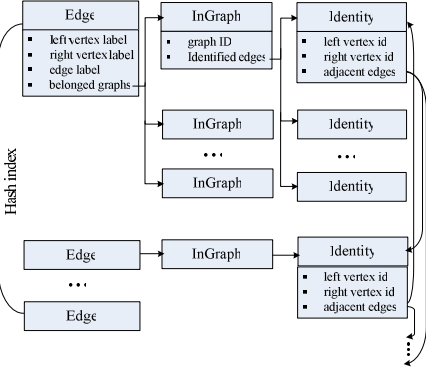 Edge
left vertex label
right vertex label
edge label
belonged graphs
InGraph
graph ID
Identified edges
Identity
left vertex id
right vertex id
adjacent edges
InGraph
Identity
...
...
InGraph
Identity
Hash index
Edge
InGraph
Identity
left vertex id
right vertex id
adjacent edges
...
Edge